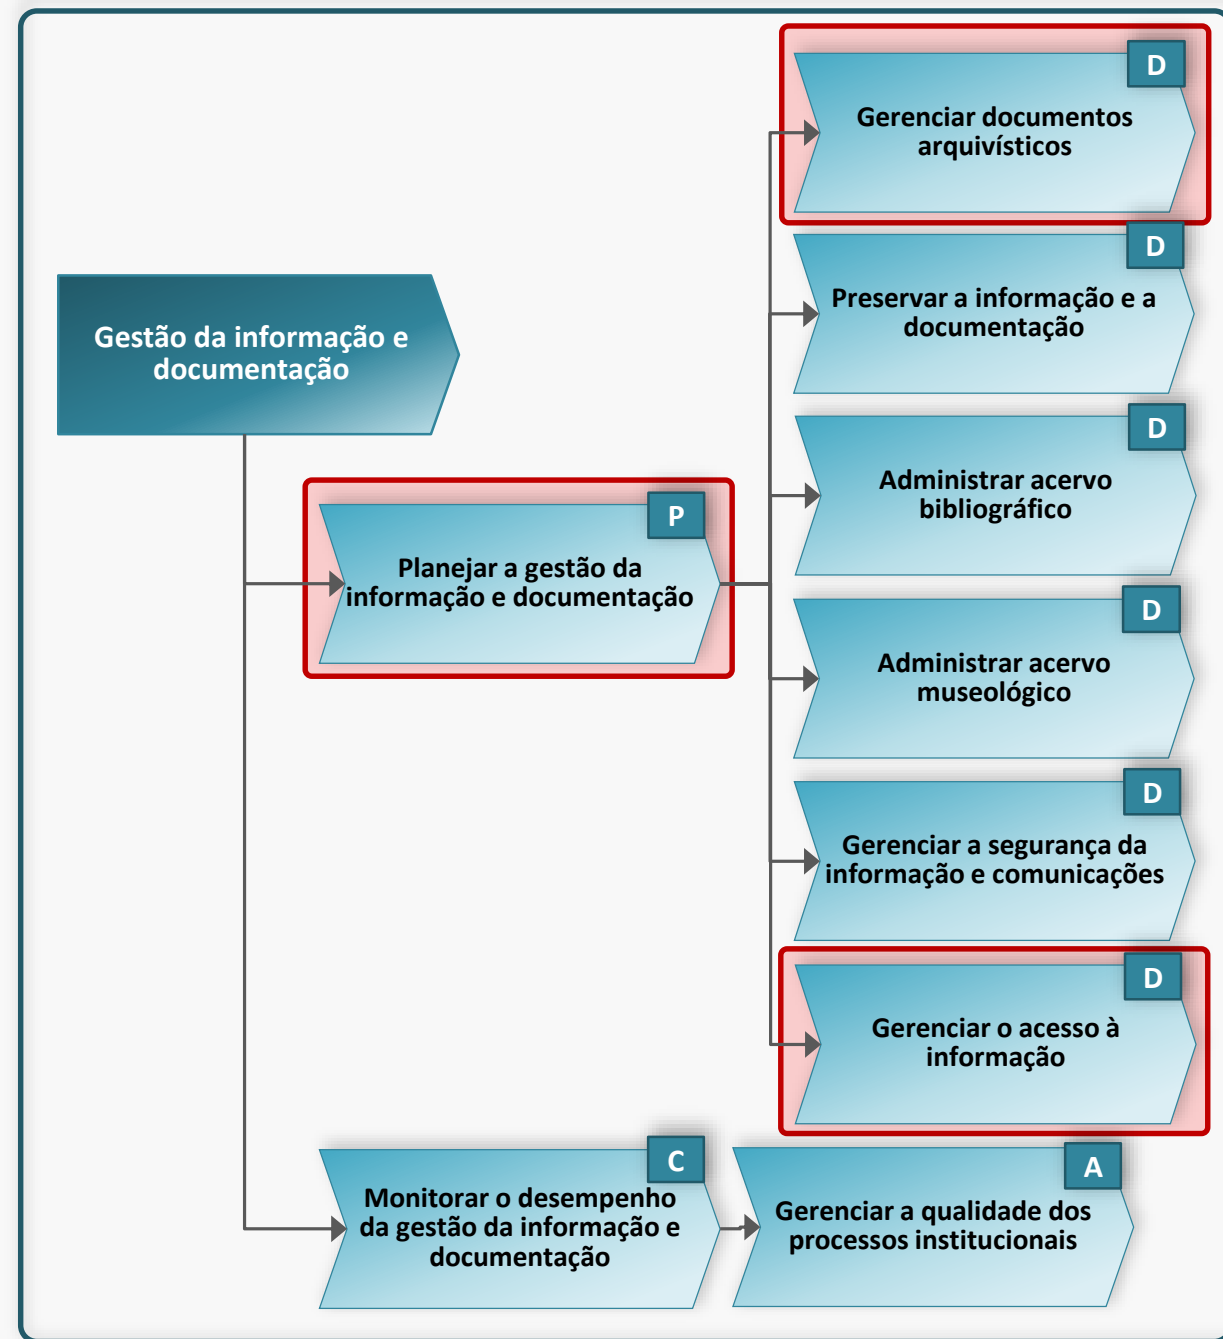 D
Gerenciar documentos
arquivísticos
D
Preservar a informação e a
documentação
Gestão da informação e
documentação
D
Administrar acervo
bibliográfico
P
Planejar a gestão da
informação e documentação
D
Administrar acervo
museológico
D
Gerenciar a segurança da
informação e comunicações
D
Gerenciar o acesso à
informação
C
Monitorar o desempenho
da gestão da informação e
documentação
A
Gerenciar a qualidade dos
processos institucionais